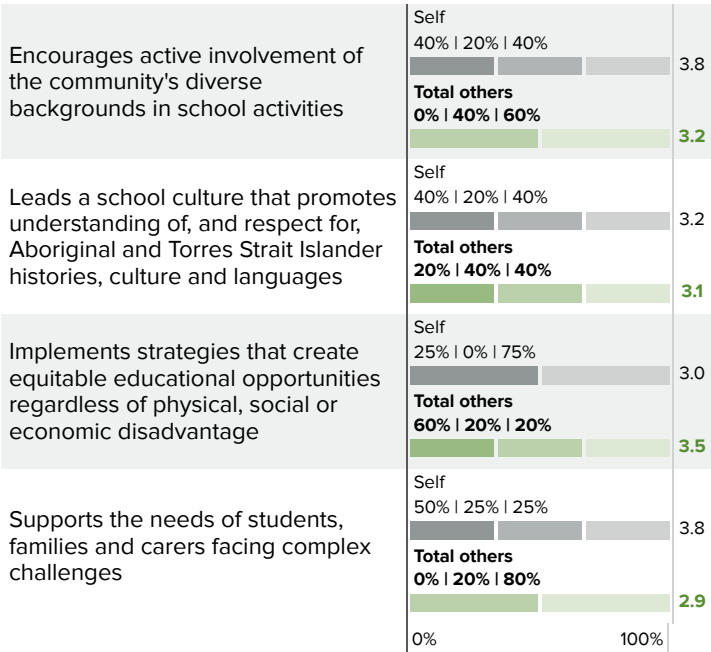 Encourages active involvement of
the community's diverse
backgrounds in school activities
Self
40% | 20% | 40%
3.8
Total others
0% | 40% | 60%
3.2
Leads a school culture that promotes
understanding of, and respect for,
Aboriginal and Torres Strait Islander
histories, culture and languages
Self
40% | 20% | 40%
3.2
Total others
20% | 40% | 40%
3.1
Implements strategies that create
equitable educational opportunities
regardless of physical, social or
economic disadvantage
Self
25% | 0% | 75%
3.0
Total others
60% | 20% | 20%
3.5
Supports the needs of students,
families and carers facing complex
challenges
Self
50% | 25% | 25%
3.8
Total others
0% | 20% | 80%
2.9
0% 100%